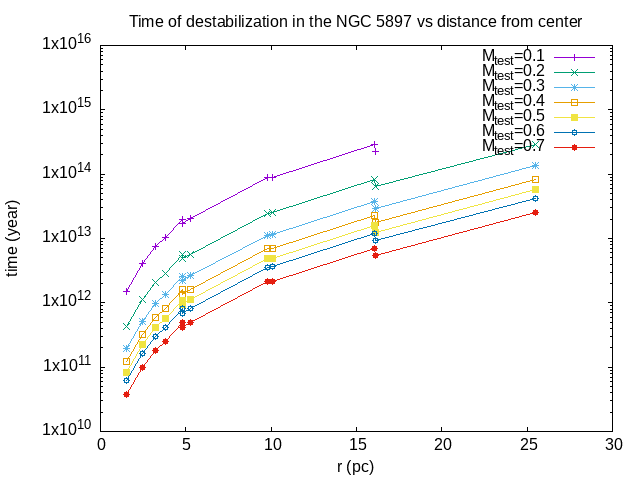 Time of destabilization in the NGC 5897 vs distance from center
1x10^16
1x10^15
1x10^14
1x10^13
1x10^12
1x10^11
1x10^10
time (year)
M_test=0.1
M_test=0.2
M_test=0.3
M_test=0.4
M_test=0.5
M_test=0.6
M_test=0.7
0 5 10 15 20 25 30
r (pc)